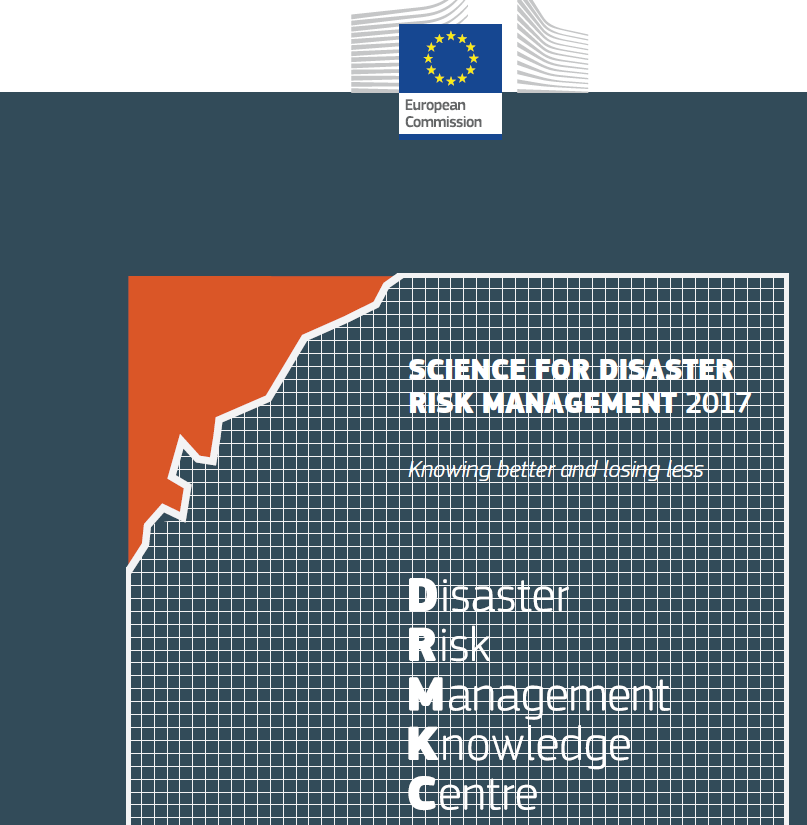 European
Commission
SCIENCE FOR DISASTER
RISK MANAGEMENT 2017
Knowing better and losing less
Disaster
Risk
Management
Knowledge
Centre